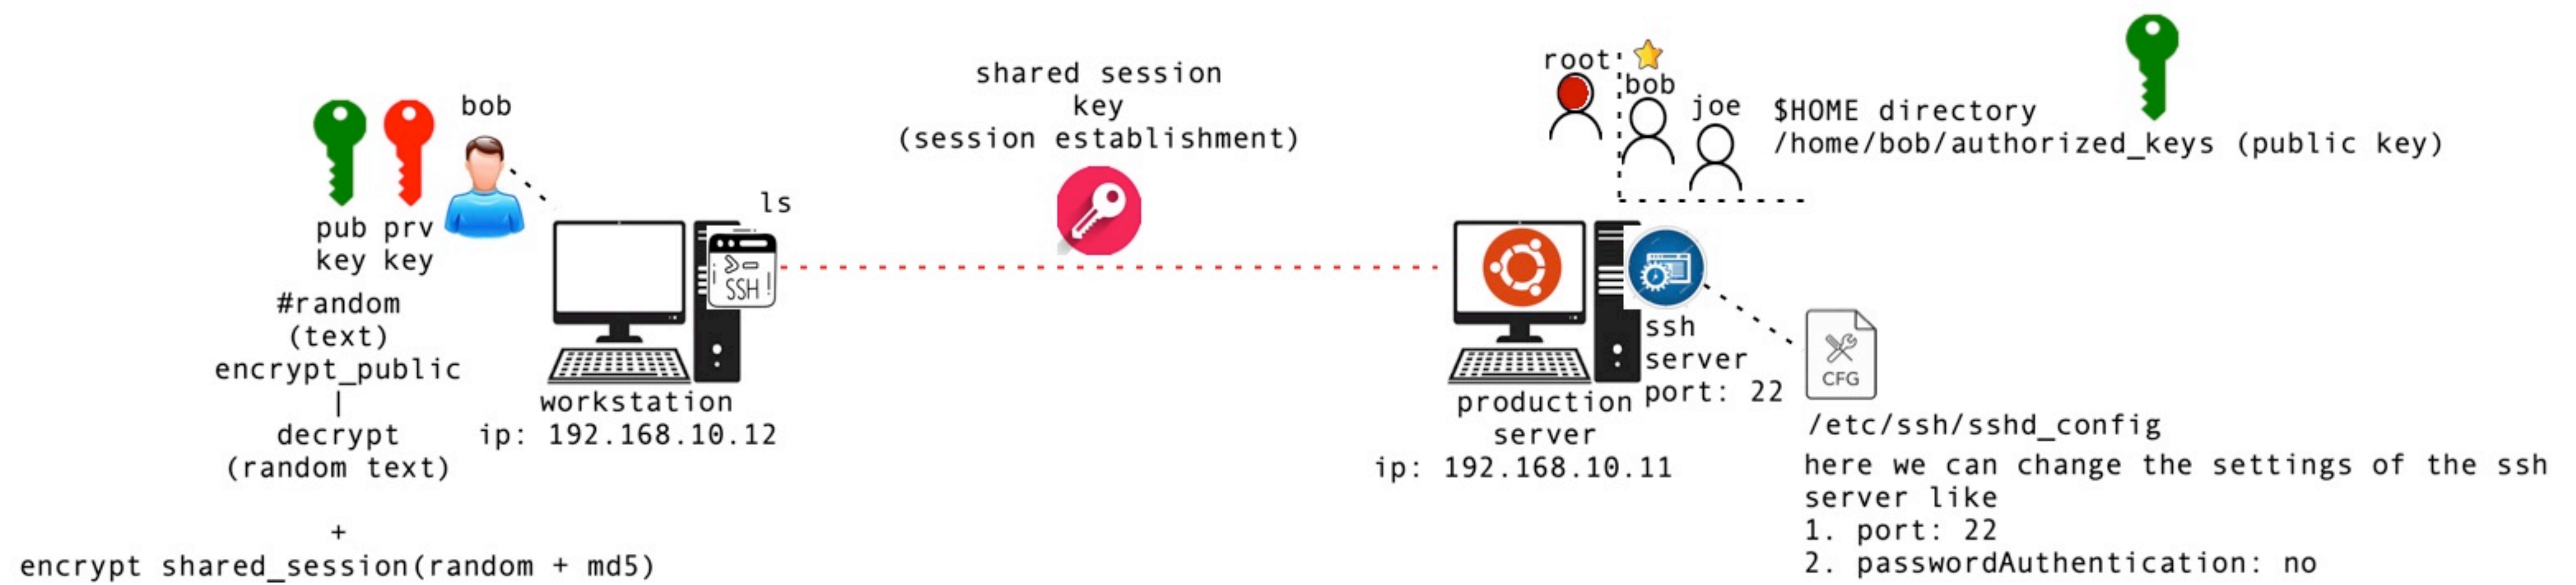 bob
pub prv
key key
#random
(text)
encrypt_public
|
decrypt
(random text)
+
encrypt shared_session(random + md5)
ls
>-
SSH
workstation
ip: 192.168.10.12
shared session
key
(session establishment)
root
bob
joe
$HOME directory
/home/bob/authorized_keys (public key)
ssh
server
port: 22
production
server
ip: 192.168.10.11
CFG
/etc/ssh/sshd_config
here we can change the settings of the ssh
server like
1. port: 22
2. passwordAuthentication: no